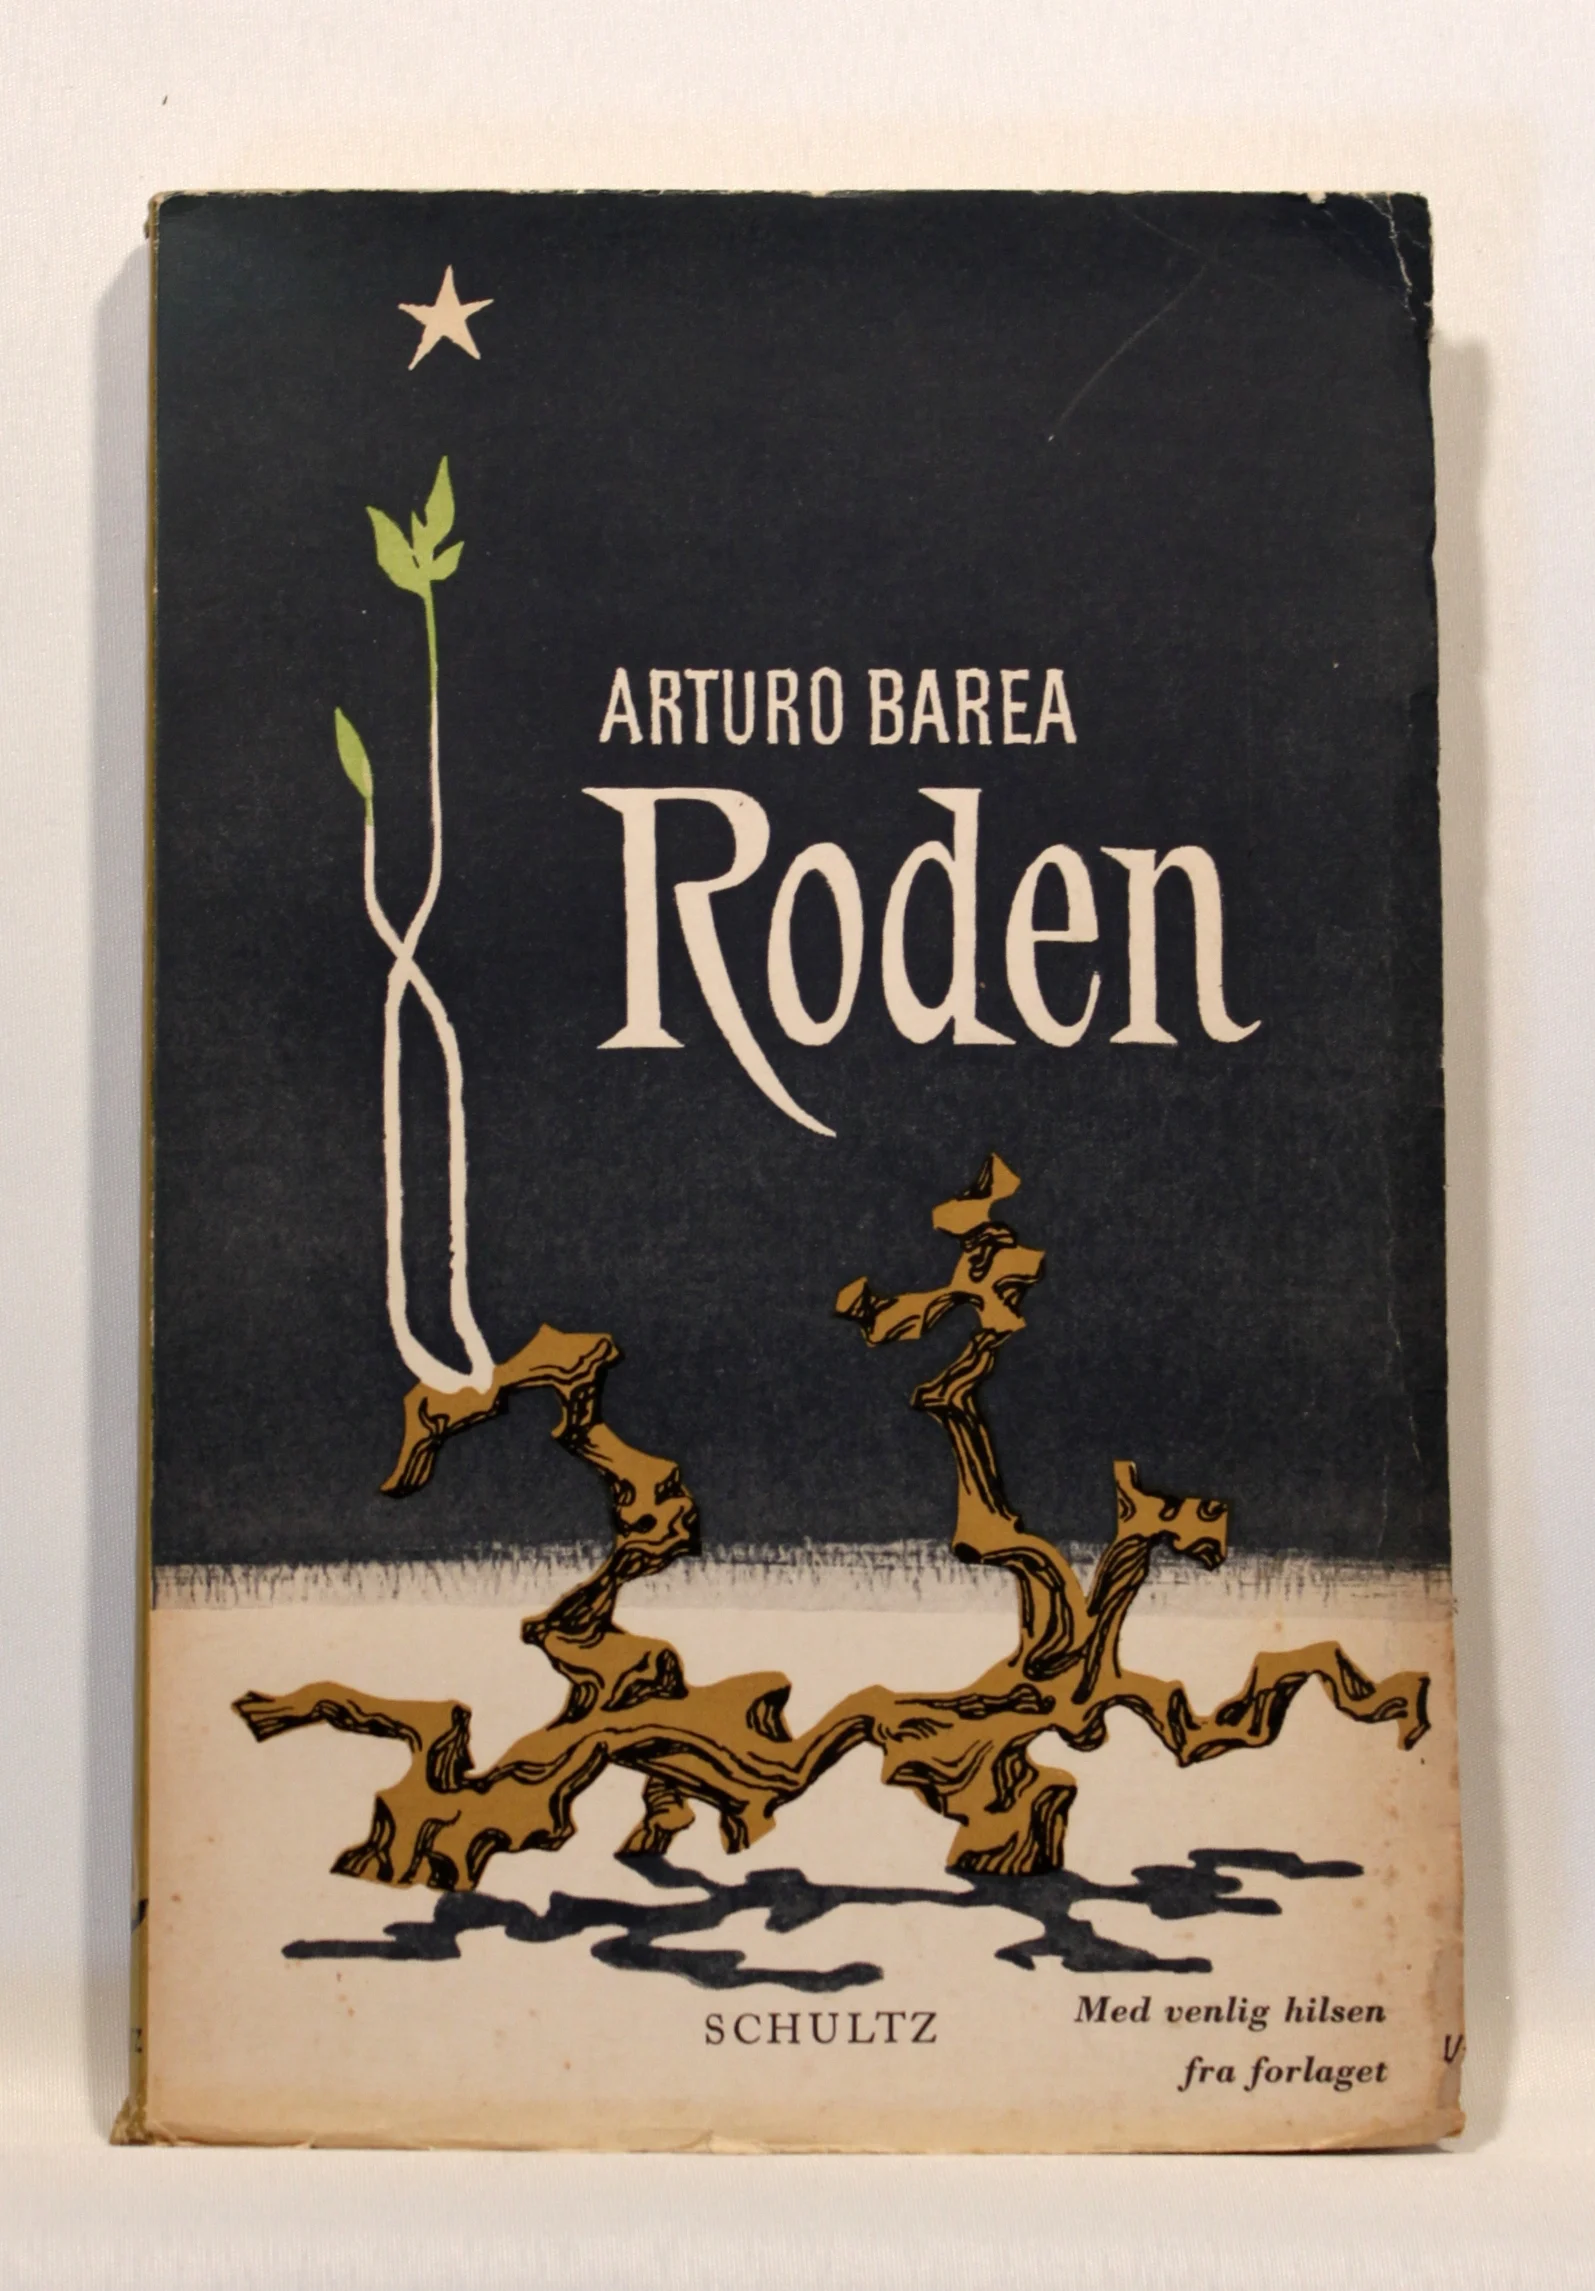 ARTURO BAREA
Roden
SCHULTZ
Med venlig hilsen
fra forlaget